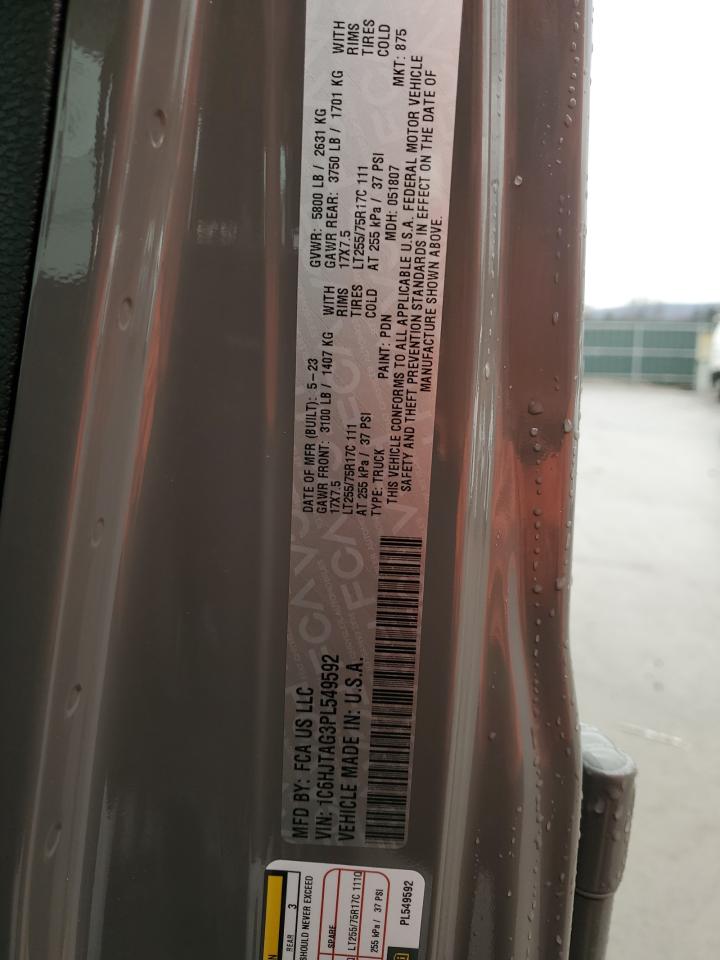 MFD BY: FCA US LLC
VIN: 1C6HJTAG3PL549592
VEHICLE MADE IN: U.S.A.
DATE OF MFR (BUILT): 5-23 GVWR: 5800 LB / 2631 KG
GAWR FRONT: 3100 LB / 1407 KG WITH GAWR REAR: 3750 LB / 1701 KG WITH
17X7.5 RIMS 17X7.5 RIMS
LT255/75R17C 111 TIRES LT255/75R17C 111 TIRES
AT 255 kPa / 37 PSI COLD AT 255 kPa / 37 PSI COLD
TYPE: TRUCK PAINT: PDN MDH: 051807 MKT: 875
THIS VEHICLE CONFORMS TO ALL APPLICABLE U.S.A. FEDERAL MOTOR VEHICLE
SAFETY AND THEFT PREVENTION STANDARDS IN EFFECT ON THE DATE OF
MANUFACTURE SHOWN ABOVE.
REAR 3
SHOULD NEVER EXCEED
SPARE
LT255/75R17C
255 kPa / 37 PSI
PL549592